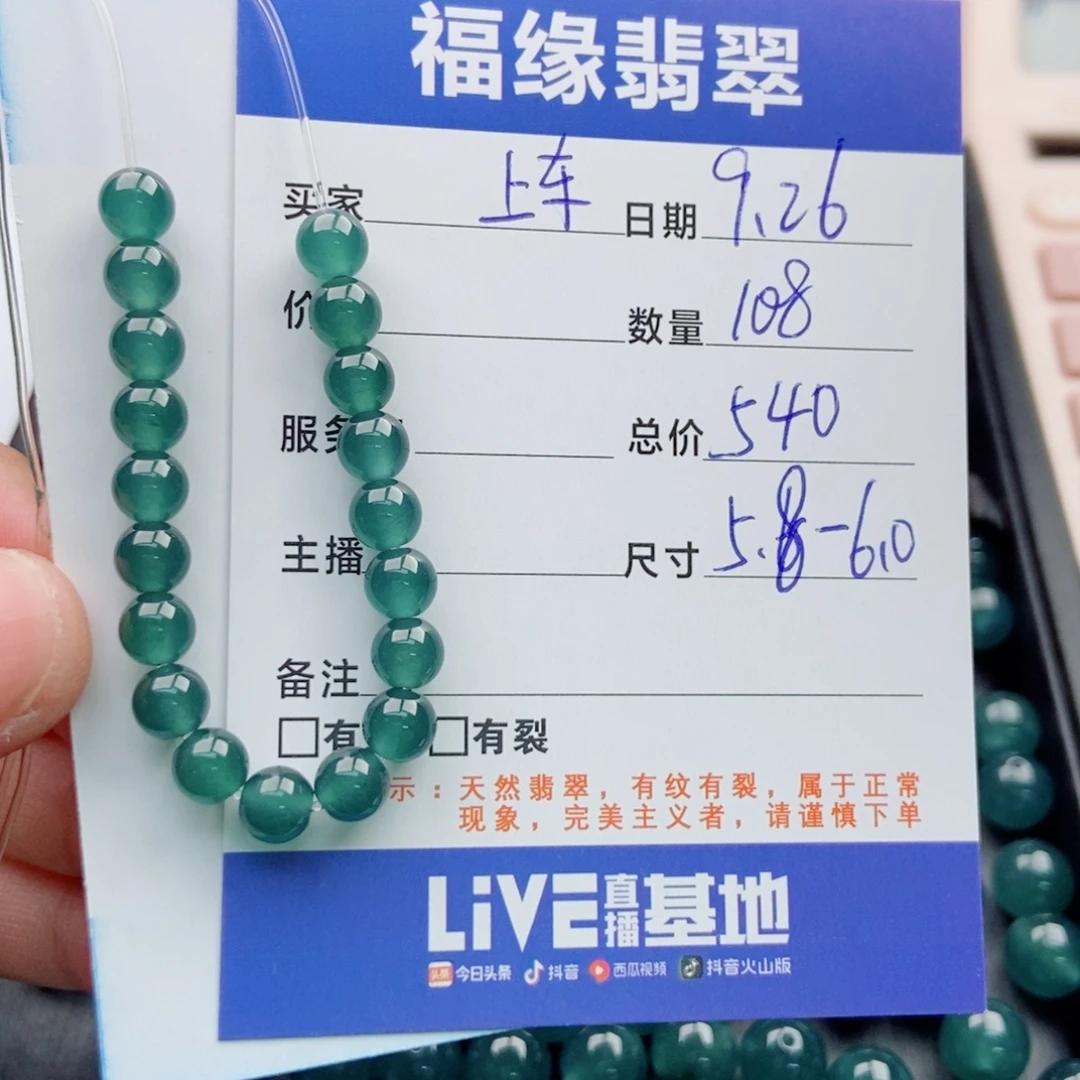 福缘翡翠
买家 上车 日期 9.26
价 数量 108
服务 总价 540
主播 尺寸 5.8-6.0
备注
□有 □有裂
示：天然翡翠，有纹有裂，属于正常
现象，完美主义者，请谨慎下单
LiVE直播基地
头条 今日头条 抖音 西瓜视频 抖音火山版